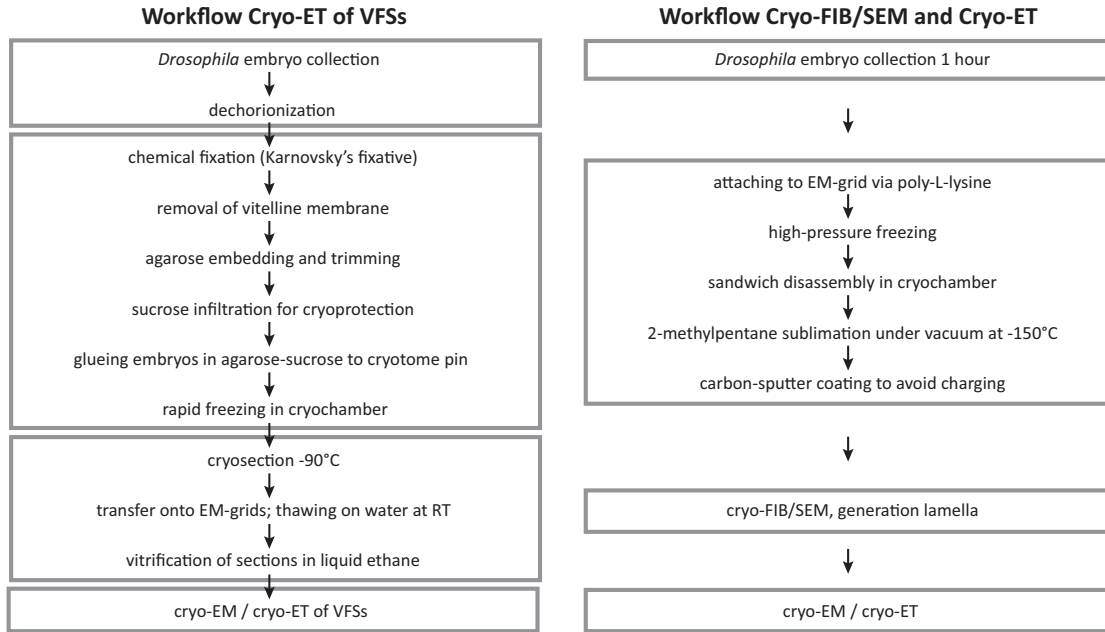 Workflow Cryo-ET of VFSs
Drosophila embryo collection
dechorionization
chemical fixation (Karnovsky's fixative)
removal of vitelline membrane
agarose embedding and trimming
sucrose infiltration for cryoprotection
glueing embryos in agarose-sucrose to cryotome pin
rapid freezing in cryochamber
cryosection -90°C
transfer onto EM-grids; thawing on water at RT
vitrification of sections in liquid ethane
cryo-EM / cryo-ET of VFSs
Workflow Cryo-FIB/SEM and Cryo-ET
Drosophila embryo collection 1 hour
attaching to EM-grid via poly-L-lysine
high-pressure freezing
sandwich disassembly in cryochamber
2-methylpentane sublimation under vacuum at -150°C
carbon-sputter coating to avoid charging
cryo-FIB/SEM, generation lamella
cryo-EM / cryo-ET